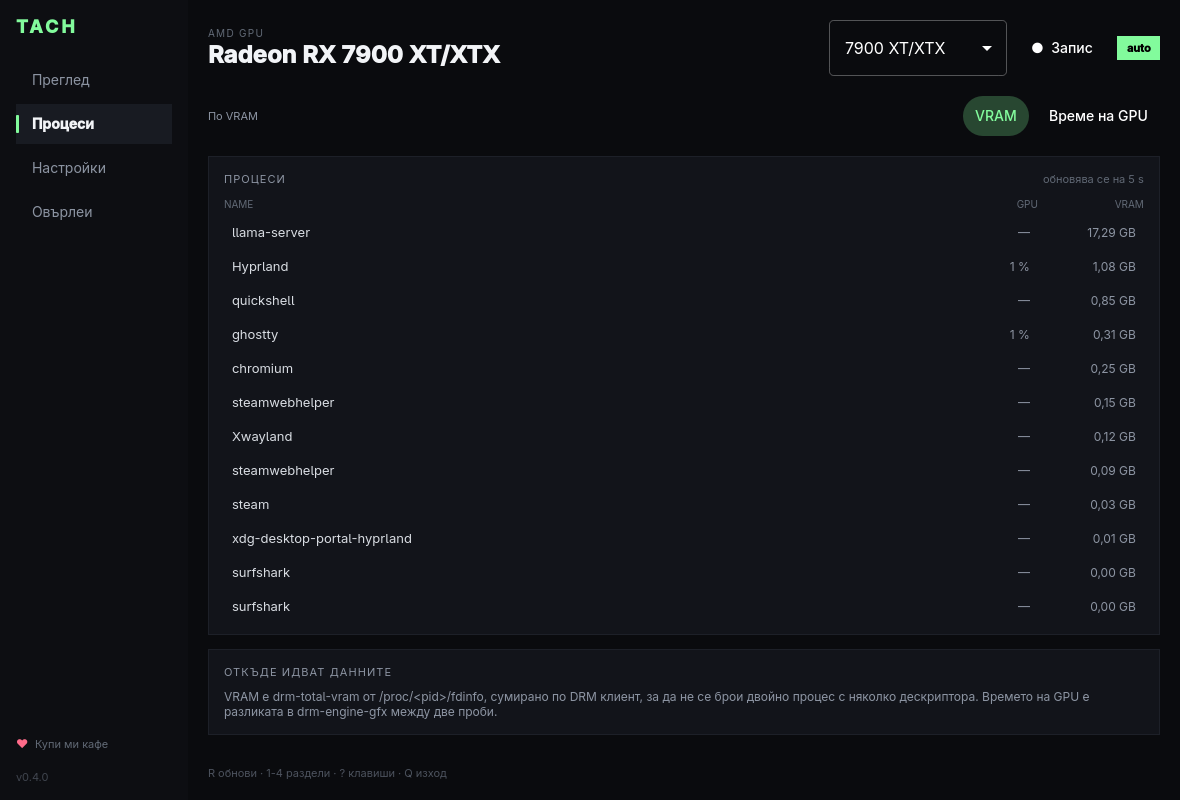 TACH
Преглед
Процеси
Настройки
Овърлеи
Купи ми кафе
v0.4.0
AMD GPU
Radeon RX 7900 XT/XTX
7900 XT/XTX
Запис
auto
По VRAM
VRAM
Време на GPU
ПРОЦЕСИ
обновява се на 5 s
NAME GPU VRAM
llama-server — 17,29 GB
Hyprland 1 % 1,08 GB
quickshell — 0,85 GB
ghostty 1 % 0,31 GB
chromium — 0,25 GB
steamwebhelper — 0,15 GB
Xwayland — 0,12 GB
steamwebhelper — 0,09 GB
steam — 0,03 GB
xdg-desktop-portal-hyprland — 0,01 GB
surfshark — 0,00 GB
surfshark — 0,00 GB
ОТКЪДЕ ИДВАТ ДАННИТЕ
VRAM е drm-total-vram от /proc/<pid>/fdinfo, сумирано по DRM клиент, за да не се брои двойно процес с няколко дескриптора. Времето на GPU е
разликата в drm-engine-gfx между две проби.
R обнови · 1-4 раздели · ? клавиши · Q изход